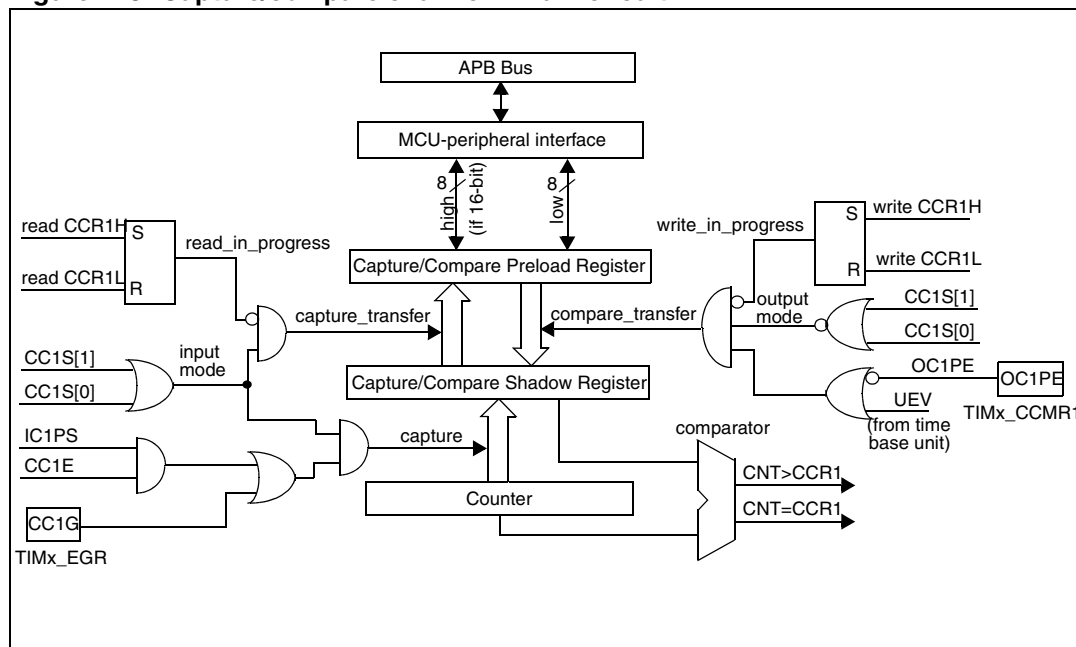 APB Bus
MCU-peripheral interface
8
high
(if 16-bit)
8
low
read CCR1H
S
read_in_progress
read CCR1L
R
write_in_progress
S
write CCR1H
R
write CCR1L
Capture/Compare Preload Register
capture_transfer
compare_transfer
output
mode
CC1S[1]
CC1S[0]
CC1S[1]
CC1S[0]
input
mode
Capture/Compare Shadow Register
OC1PE
OC1PE
UEV
TIMx_CCMR1
(from time
base unit)
IC1PS
CC1E
capture
comparator
Counter
CNT>CCR1
CNT=CCR1
CC1G
TIMx_EGR